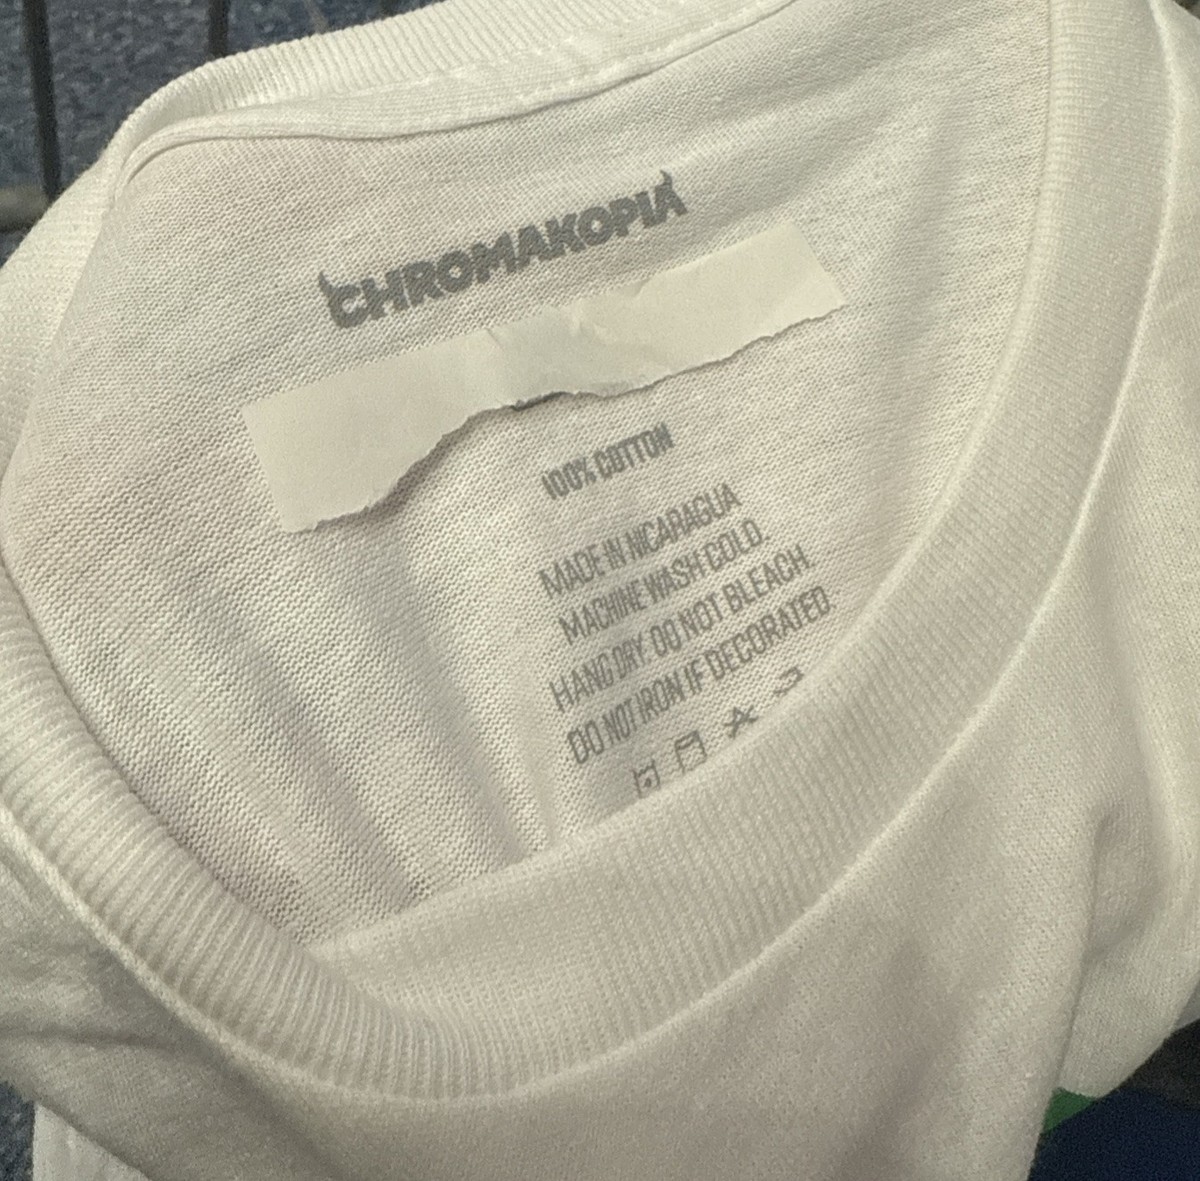 CHROMAKOPIA
100% COTTON
MADE IN NICARAGUA
MACHINE WASH COLD.
HANG DRY. DO NOT BLEACH.
DO NOT IRON IF DECORATED.